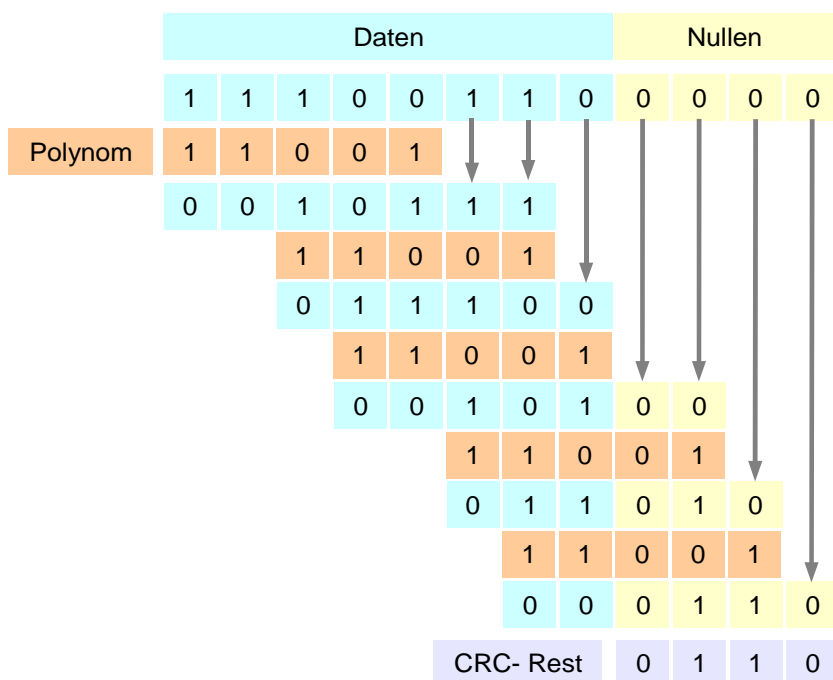 Daten Nullen
1 1 1 0 0 1 1 0 0 0 0 0
Polynom 1 1 0 0 1
0 0 1 0 1 1 1
1 1 0 0 1
0 1 1 1 0 0
1 1 0 0 1
0 0 1 0 1 0 0
1 1 0 0 1
0 1 1 0 1 0
1 1 0 0 1
0 0 0 1 1 0
CRC- Rest 0 1 1 0